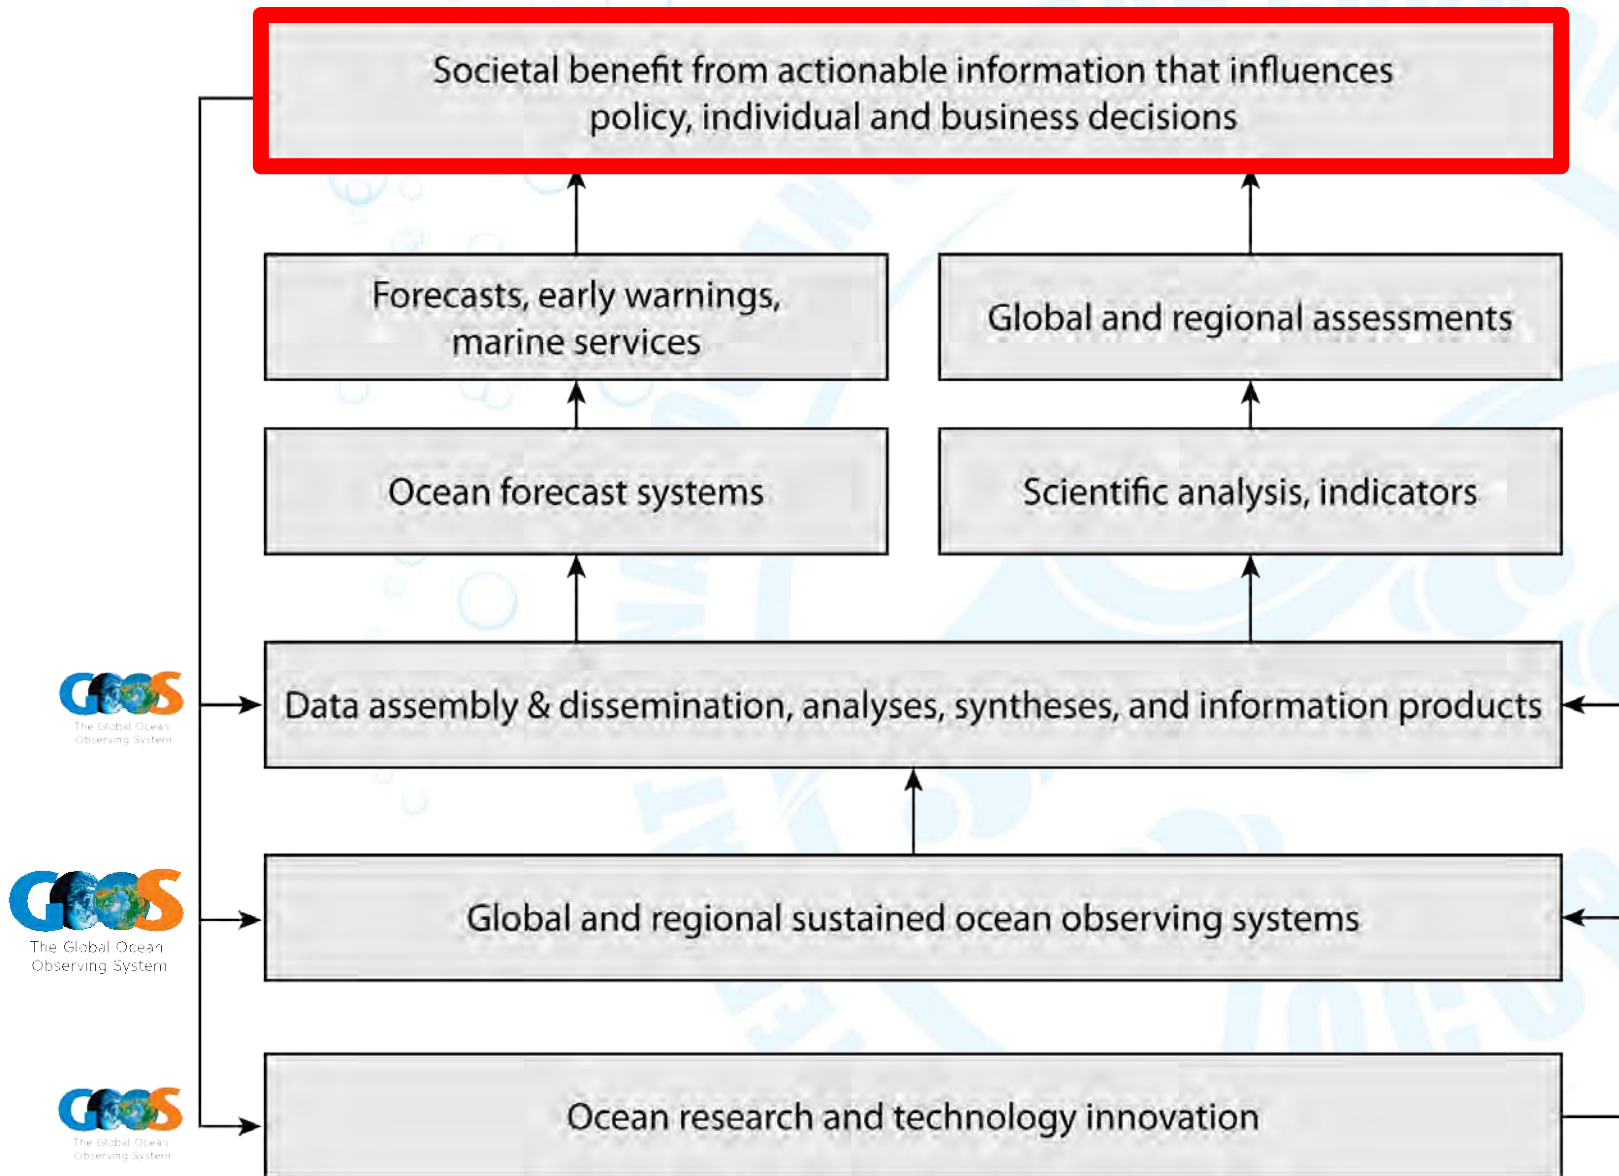 Societal benefit from actionable information that influences
policy, individual and business decisions
Forecasts, early warnings,
marine services
Global and regional assessments
Ocean forecast systems
Scientific analysis, indicators
GOOS
The Global Ocean
Observing System
Data assembly & dissemination, analyses, syntheses, and information products
GOOS
The Global Ocean
Observing System
Global and regional sustained ocean observing systems
GOOS
The Global Ocean
Observing System
Ocean research and technology innovation